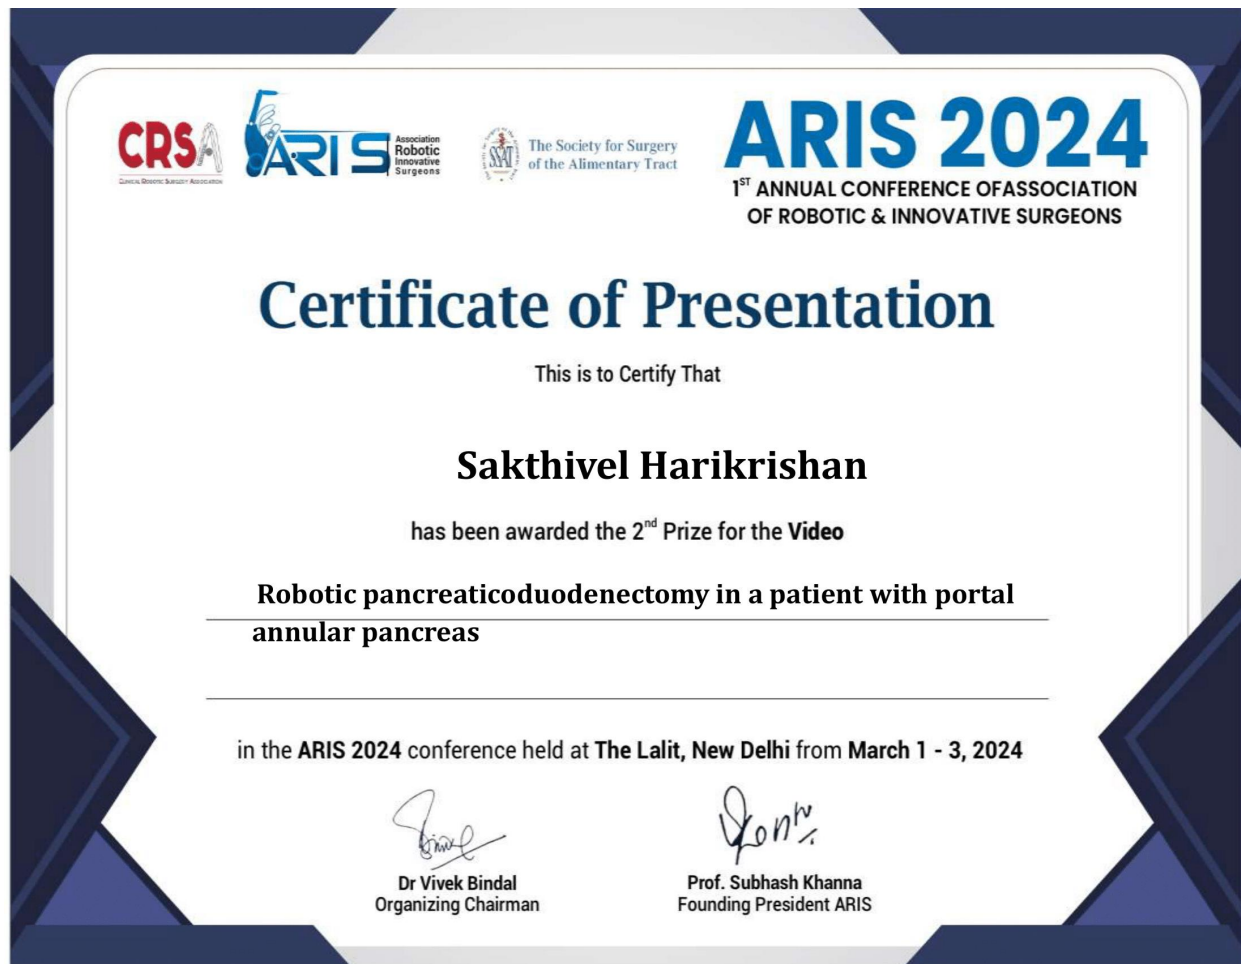 CRSA
Clinical Robotic Surgery Association
ARIS
Association
Robotic
Innovative
Surgeons
SSAT
The Society for Surgery
of the Alimentary Tract
ARIS 2024
1ST ANNUAL CONFERENCE OFASSOCIATION
OF ROBOTIC & INNOVATIVE SURGEONS
Certificate of Presentation
This is to Certify That
Sakthivel Harikrishan
has been awarded the 2nd Prize for the Video
Robotic pancreaticoduodenectomy in a patient with portal
annular pancreas
in the ARIS 2024 conference held at The Lalit, New Delhi from March 1 - 3, 2024
Dr Vivek Bindal
Organizing Chairman
Prof. Subhash Khanna
Founding President ARIS